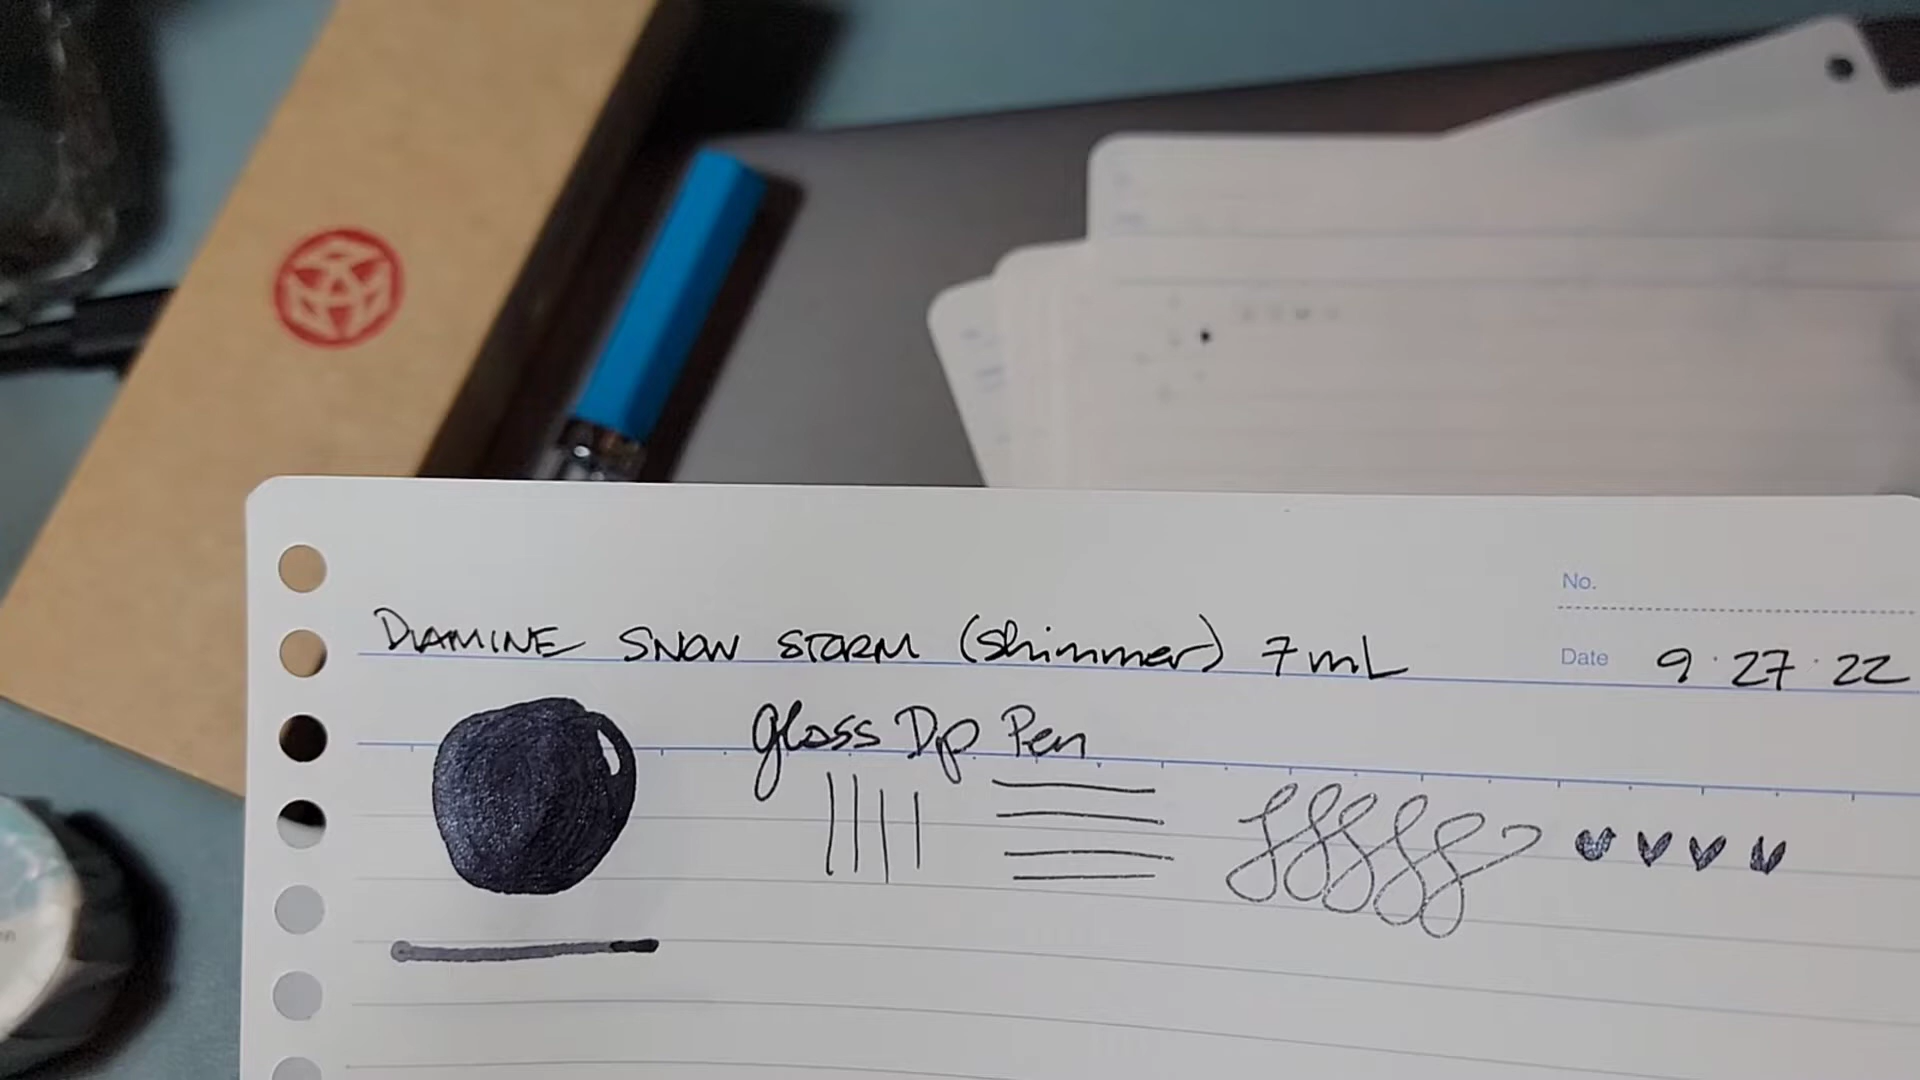 No.
DIAMINE SNOW STORM (Shimmer) 7mL
Date 9.27.22
glass Dip Pen